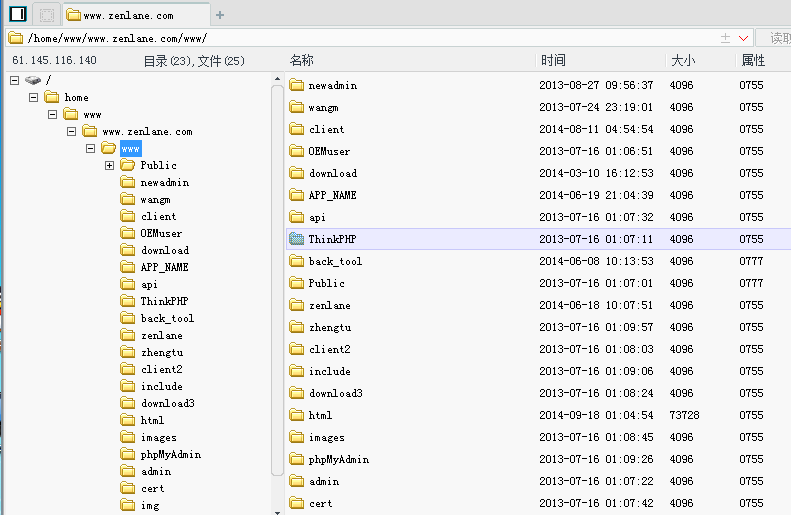 www.zenlane.com
/home/www/www.zenlane.com/www/
读取
61.145.116.140
目录(23),文件(25)
名称 时间 大小 属性
/
home
www
www.zenlane.com
www
Public
newadmin
wangm
client
OEMuser
download
APP_NAME
api
ThinkPHP
back_tool
zenlane
zhengtu
client2
include
download3
html
images
phpMyAdmin
admin
cert
img
newadmin 2013-08-27 09:56:37 4096 0755
wangm 2013-07-24 23:19:01 4096 0755
client 2014-08-11 04:54:54 4096 0755
OEMuser 2013-07-16 01:06:51 4096 0755
download 2014-03-10 16:12:53 4096 0755
APP_NAME 2014-06-19 21:04:39 4096 0755
api 2013-07-16 01:07:32 4096 0755
ThinkPHP 2013-07-16 01:07:11 4096 0755
back_tool 2014-06-08 10:13:53 4096 0777
Public 2013-07-16 01:07:01 4096 0777
zenlane 2014-06-18 10:07:51 4096 0755
zhengtu 2013-07-16 01:09:57 4096 0755
client2 2013-07-16 01:08:03 4096 0755
include 2013-07-16 01:09:06 4096 0755
download3 2013-07-16 01:08:24 4096 0755
html 2014-09-18 01:04:54 73728 0755
images 2013-07-16 01:08:45 4096 0755
phpMyAdmin 2013-07-16 01:09:26 4096 0755
admin 2013-07-16 01:07:22 4096 0755
cert 2013-07-16 01:07:42 4096 0755